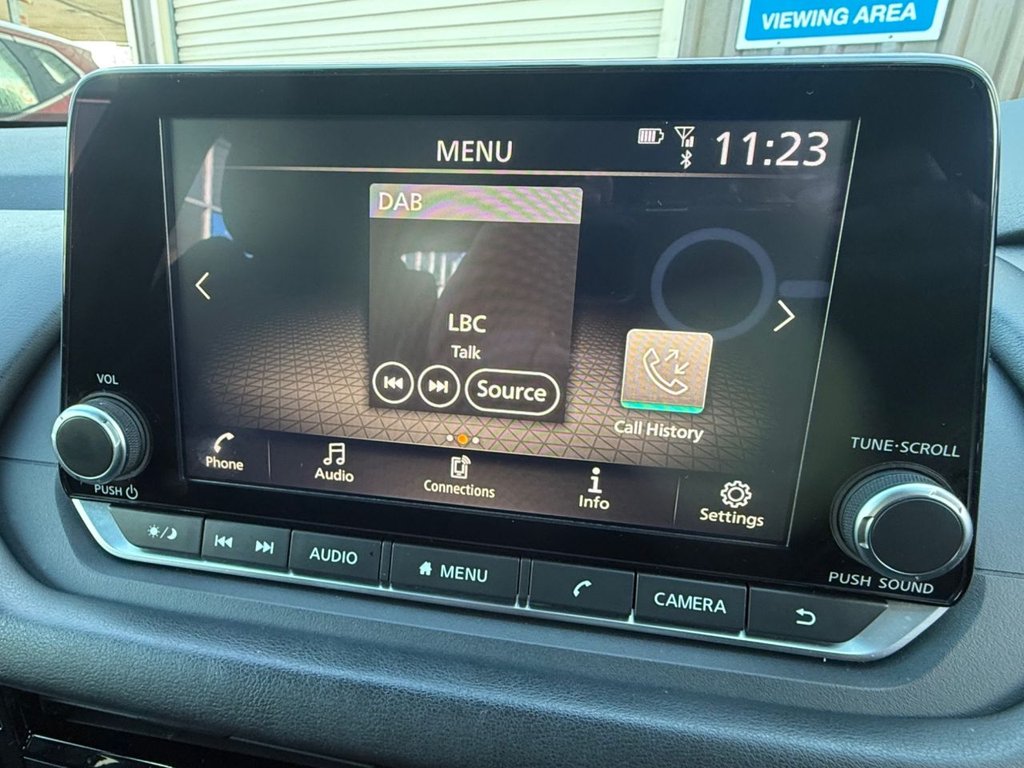 VIEWING AREA
MENU
11:23
DAB
LBC
Talk
Source
Call History
Phone
Audio
Connections
Info
Settings
VOL
PUSH
TUNE·SCROLL
PUSH SOUND
AUDIO
MENU
CAMERA